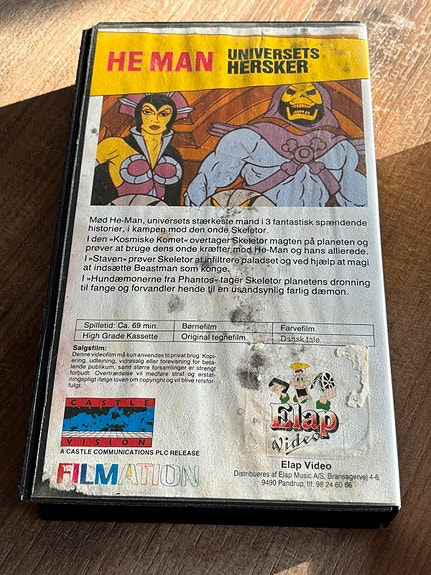 HE MAN UNIVERSETS
HERSKER
Mød He-Man, universets stærkeste mand i 3 fantastisk spændende
historier, i kampen mod den onde Skeletor.
I den »Kosmiske Komet« overtager Skeletor magten på planeten og
prøver at bruge dens onde kræfter mod He-Man og hans allierede.
I »Staven« prøver Skeletor at infiltrere paladset og ved hjælp at magi
at indsætte Beastman som konge.
I »Hundæmonerne fra Phantos« tager Skeletor planetens dronning
til fange og forvandler hende til en usandsynlig farlig dæmon.
Spilletid: Ca. 69 min. Børnefilm Farvefilm
High Grade Kassette Original tegnefilm Dansk tale
Salgsfilm:
Denne videofilm må kun anvendes til privat brug. Kopi-
ering, udlejning, videresalg eller forevisning for beta-
lende publikum, samt større forsamlinger er strengt
forbudt. Overtrædelse vil medføre straf og erstat-
ningspligt ifølge loven om copyright og vil blive retsfor-
fulgt.
CASTLE
VISION
A CASTLE COMMUNICATIONS PLC RELEASE
FILMATION
Elap
Video
Elap Video
Distribueres af Elap Music A/S, Bransagervej 4-6,
9490 Pandrup, tlf. 98 24 60 66